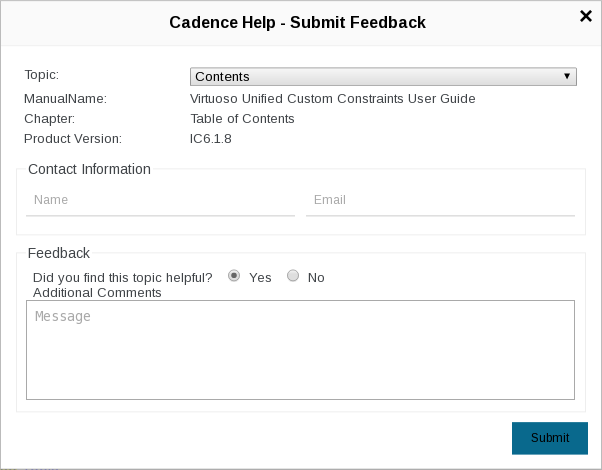 Cadence Help - Submit Feedback
Topic: Contents
ManualName: Virtuoso Unified Custom Constraints User Guide
Chapter: Table of Contents
Product Version: IC6.1.8
Contact Information
Name Email
Feedback
Did you find this topic helpful? Yes No
Additional Comments
Message
Submit